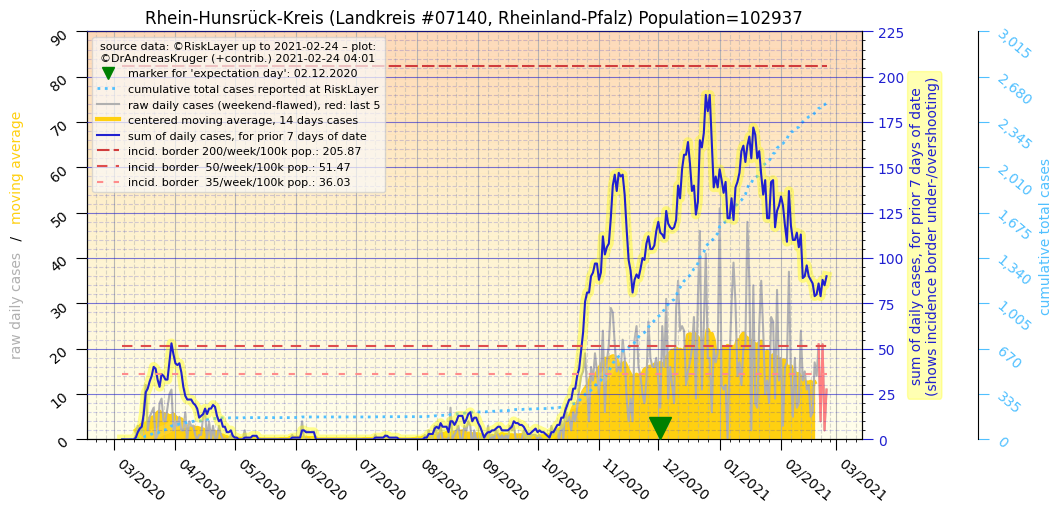 Rhein-Hunsrück-Kreis (Landkreis #07140, Rheinland-Pfalz) Population=102937
source data: ©RiskLayer up to 2021-02-24 – plot:
©DrAndreasKruger (+contrib.) 2021-02-24 04:01
marker for 'expectation day': 02.12.2020
cumulative total cases reported at RiskLayer
raw daily cases (weekend-flawed), red: last 5
centered moving average, 14 days cases
sum of daily cases, for prior 7 days of date
incid. border 200/week/100k pop.: 205.87
incid. border 50/week/100k pop.: 51.47
incid. border 35/week/100k pop.: 36.03
raw daily cases / moving average
90
80
70
60
50
40
30
20
10
0
225
200
175
150
125
100
75
50
25
0
sum of daily cases, for prior 7 days of date
(shows incidence border under-/overshooting)
3,015
2,680
2,345
2,010
1,675
1,340
1,005
670
335
0
cumulative total cases
03/2020
04/2020
05/2020
06/2020
07/2020
08/2020
09/2020
10/2020
11/2020
12/2020
01/2021
02/2021
03/2021